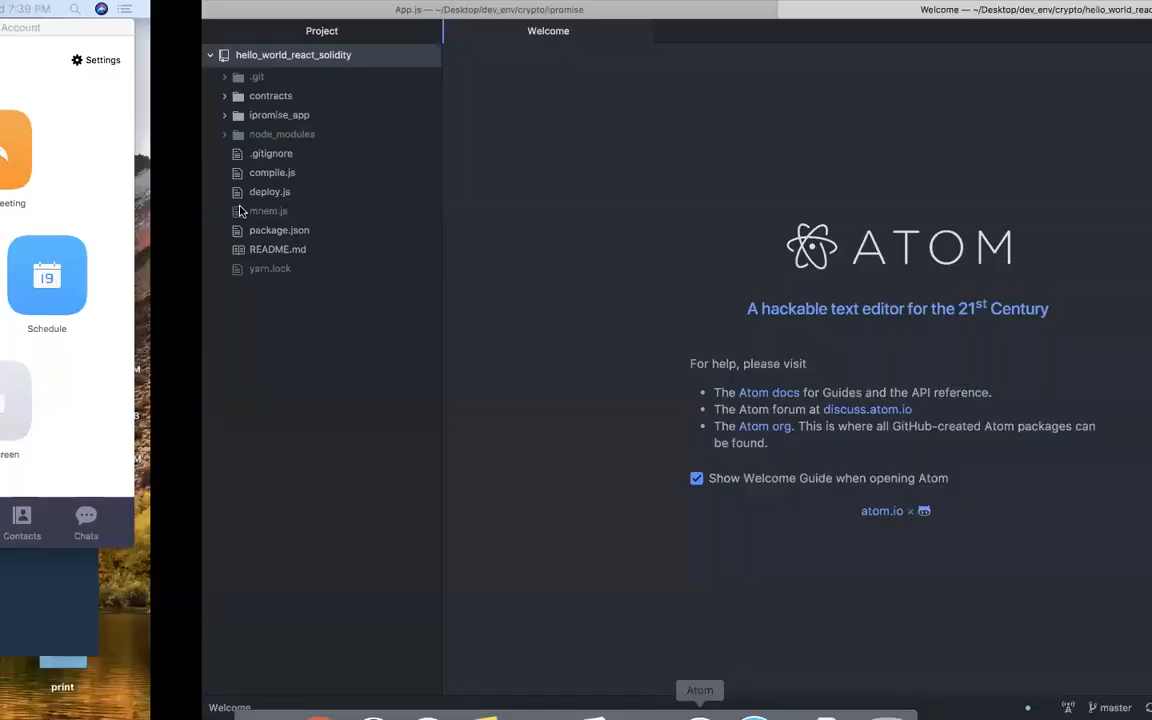 7:39 PM
Account
Settings
eeting
19
Schedule
reen
Contacts
Chats
print
App.js — ~/Desktop/dev_env/crypto/ipromise
Welcome — ~/Desktop/dev_env/crypto/hello_world_reac
Project
Welcome
hello_world_react_solidity
.git
contracts
ipromise_app
node_modules
.gitignore
compile.js
deploy.js
mnem.js
package.json
README.md
yarn.lock
ATOM
A hackable text editor for the 21st Century
For help, please visit
• The Atom docs for Guides and the API reference.
• The Atom forum at discuss.atom.io
• The Atom org. This is where all GitHub-created Atom packages can
be found.
Show Welcome Guide when opening Atom
atom.io ×
Atom
Welcome
master